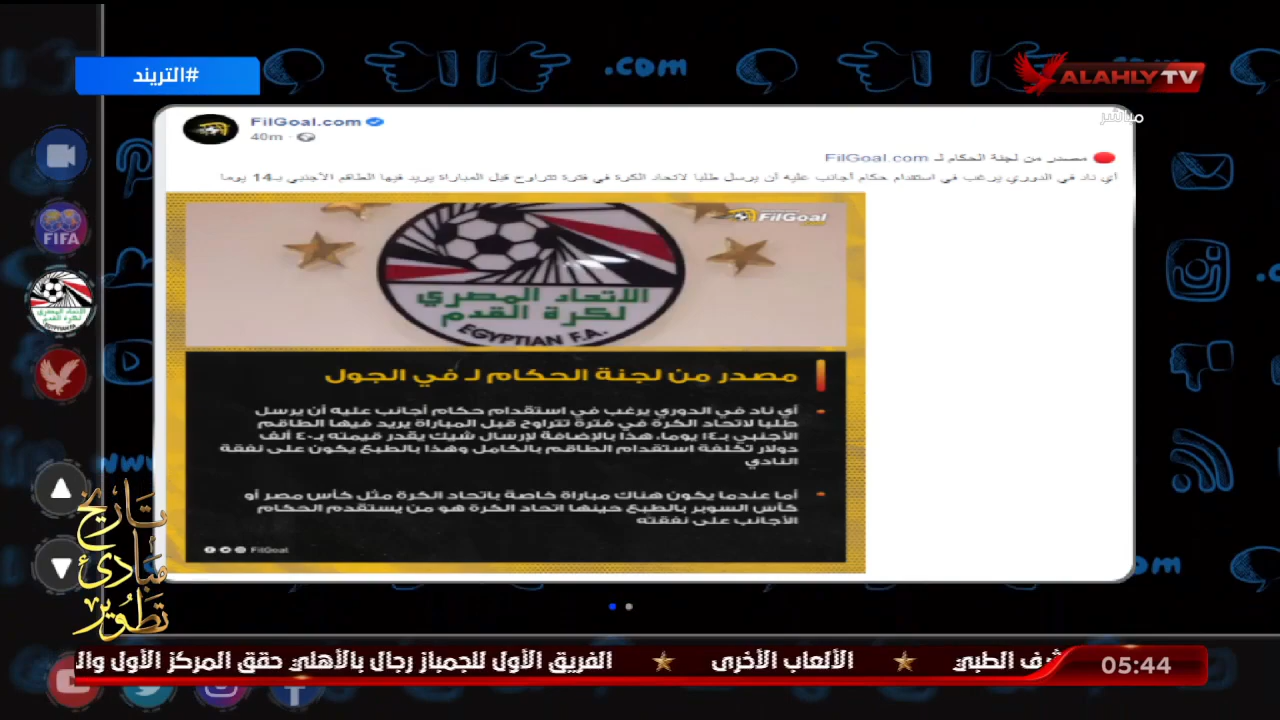 #التريند
.com
ALAHLY TV
مباشر
FilGoal.com
40m
مصدر من لجنة الحكام لـ FilGoal.com
أي ناد في الدوري يرغب في استقدام حكام أجانب عليه أن يرسل طلبا لاتحاد الكرة في فترة تتراوح قبل المباراة يريد فيها الطاقم الأجنبي بـ14 يوما
FilGoal
الاتحاد المصري
لكرة القدم
EGYPTIAN F.A.
مصدر من لجنة الحكام لـ في الجول
أي ناد في الدوري يرغب في استقدام حكام أجانب عليه أن يرسل
طلبا لاتحاد الكرة في فترة تتراوح قبل المباراة يريد فيها الطاقم
الأجنبي بـ١٤ يوما، هذا بالإضافة لإرسال شيك يقدر قيمته بـ٤٠ ألف
دولار تكلفة استقدام الطاقم بالكامل وهذا بالطبع يكون على نفقة
النادي
أما عندما يكون هناك مباراة خاصة باتحاد الكرة مثل كأس مصر أو
كأس السوبر بالطبع حينها اتحاد الكرة هو من يستقدم الحكام
الأجانب على نفقته
FilGoal
FIFA
تاريخ
مبادئ
تطوير
الألعاب الأخرى
الفريق الأول للجمباز رجال بالأهلي حقق المركز الأول
05:44